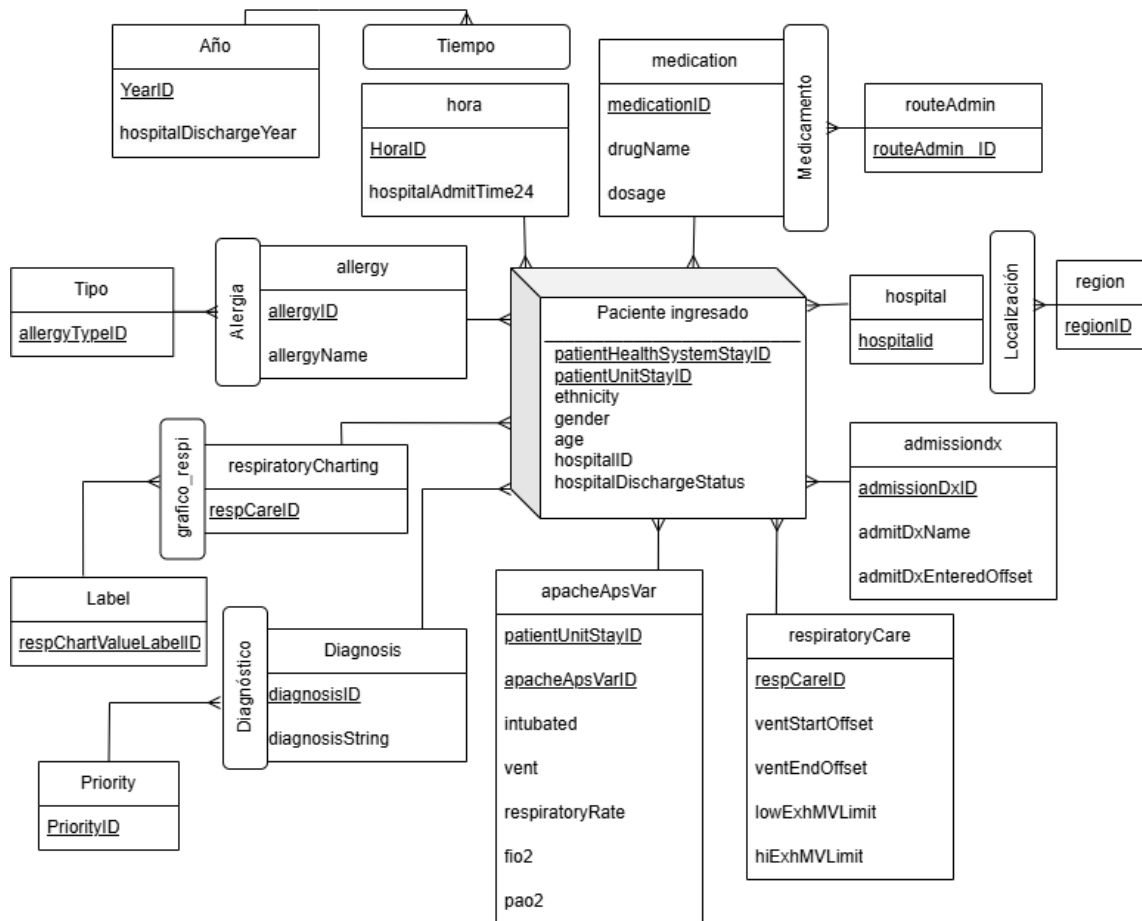 Año
YearID
hospitalDischargeYear
Tiempo
hora
HoraID
hospitalAdmitTime24
medication
medicationID
drugName
dosage
Medicamento
routeAdmin
routeAdmin_ID
Tipo
allergyTypeID
Alergia
allergy
allergyID
allergyName
Paciente ingresado
patientHealthSystemStayID
patientUnitStayID
ethnicity
gender
age
hospitalID
hospitalDischargeStatus
hospital
hospitalid
Localización
region
regionID
grafico_respi
respiratoryCharting
respCareID
Label
respChartValueLabelID
admissiondx
admissionDxID
admitDxName
admitDxEnteredOffset
Diagnóstico
Diagnosis
diagnosisID
diagnosisString
Priority
PriorityID
apacheApsVar
patientUnitStayID
apacheApsVarID
intubated
vent
respiratoryRate
fio2
pao2
respiratoryCare
respCareID
ventStartOffset
ventEndOffset
lowExhMVLimit
hiExhMVLimit